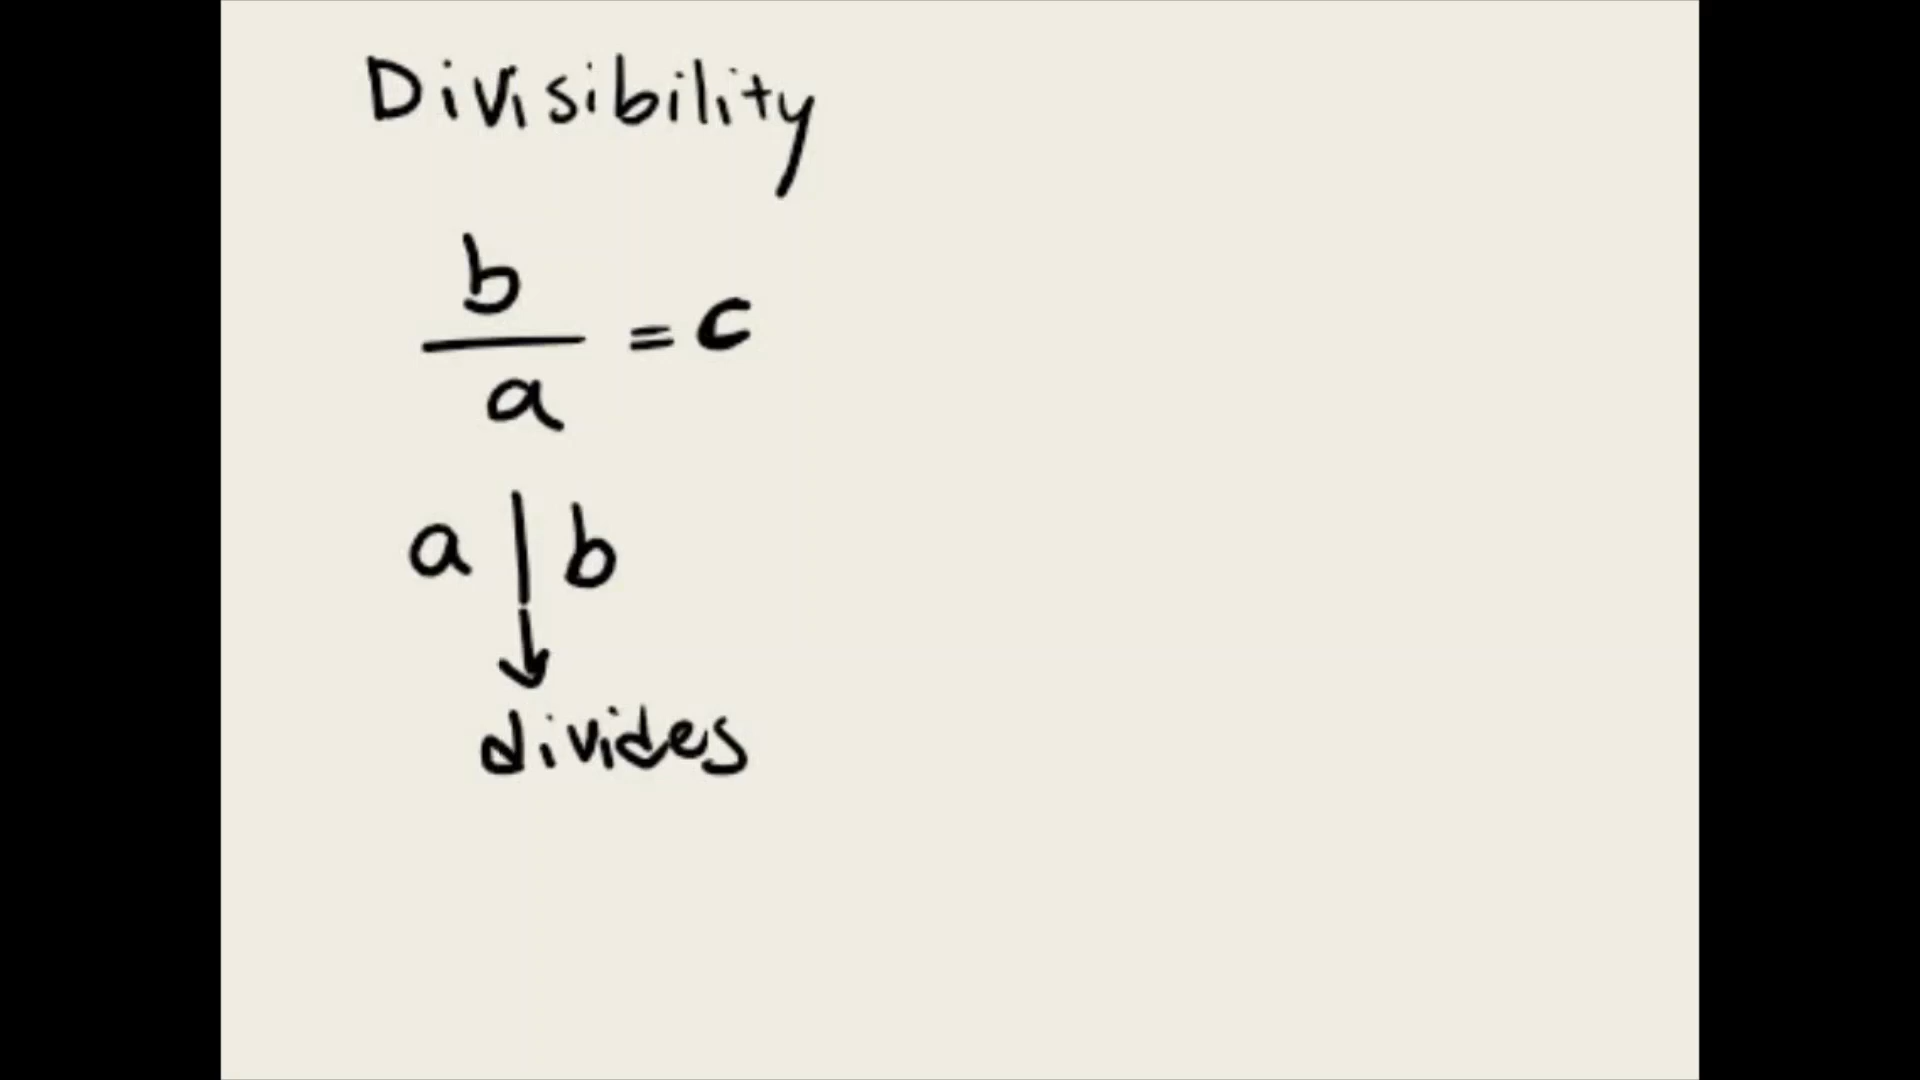 Divisibility
b
a
= c
a | b
divides